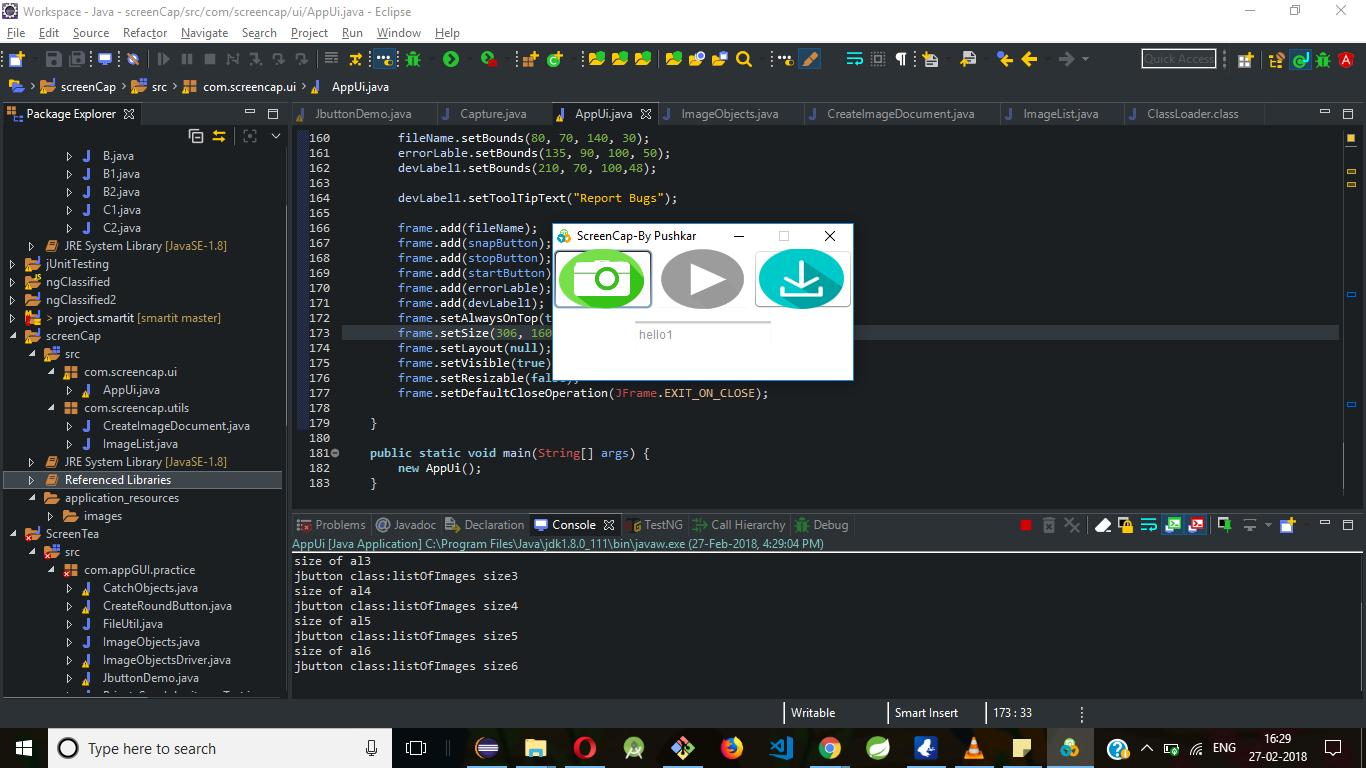 Workspace - Java - screenCap/src/com/screencap/ui/AppUi.java - Eclipse
File Edit Source Refactor Navigate Search Project Run Window Help
Quick Access
screenCap src com.screencap.ui AppUi.java
Package Explorer
B.java
B1.java
B2.java
C1.java
C2.java
JRE System Library [JavaSE-1.8]
jUnitTesting
ngClassified
ngClassified2
> project.smartit [smartit master]
screenCap
src
com.screencap.ui
AppUi.java
com.screencap.utils
CreateImageDocument.java
ImageList.java
JRE System Library [JavaSE-1.8]
Referenced Libraries
application_resources
images
ScreenTea
src
com.appGUI.practice
CatchObjects.java
CreateRoundButton.java
FileUtil.java
ImageObjects.java
ImageObjectsDriver.java
JbuttonDemo.java
JbuttonDemo.java Capture.java AppUi.java ImageObjects.java CreateImageDocument.java ImageList.java ClassLoader.class
160 fileName.setBounds(80, 70, 140, 30);
161 errorLable.setBounds(135, 90, 100, 50);
162 devLabel1.setBounds(210, 70, 100,48);
163
164 devLabel1.setToolTipText("Report Bugs");
165
166 frame.add(fileName);
167 frame.add(snapButton);
168 frame.add(stopButton);
169 frame.add(startButton)
170 frame.add(errorLable);
171 frame.add(devLabel1);
172 frame.setAlwaysOnTop(t
173 frame.setSize(306, 160
174 frame.setLayout(null);
175 frame.setVisible(true)
176 frame.setResizable(false);
177 frame.setDefaultCloseOperation(JFrame.EXIT_ON_CLOSE);
178
179 }
180
181 public static void main(String[] args) {
182 new AppUi();
183 }
ScreenCap-By Pushkar
hello1
Problems Javadoc Declaration Console TestNG Call Hierarchy Debug
AppUi [Java Application] C:\Program Files\Java\jdk1.8.0_111\bin\javaw.exe (27-Feb-2018, 4:29:04 PM)
size of al3
jbutton class:listOfImages size3
size of al4
jbutton class:listOfImages size4
size of al5
jbutton class:listOfImages size5
size of al6
jbutton class:listOfImages size6
Writable Smart Insert 173 : 33
Type here to search
ENG
16:29
27-02-2018